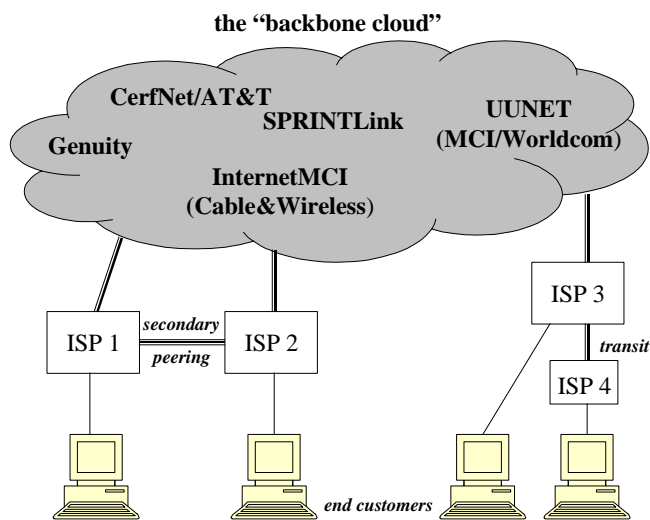 the “backbone cloud”
CerfNet/AT&T
SPRINTLink
UUNET
(MCI/Worldcom)
Genuity
InternetMCI
(Cable&Wireless)
ISP 3
secondary
ISP 1
ISP 2
peering
transit
ISP 4
end customers